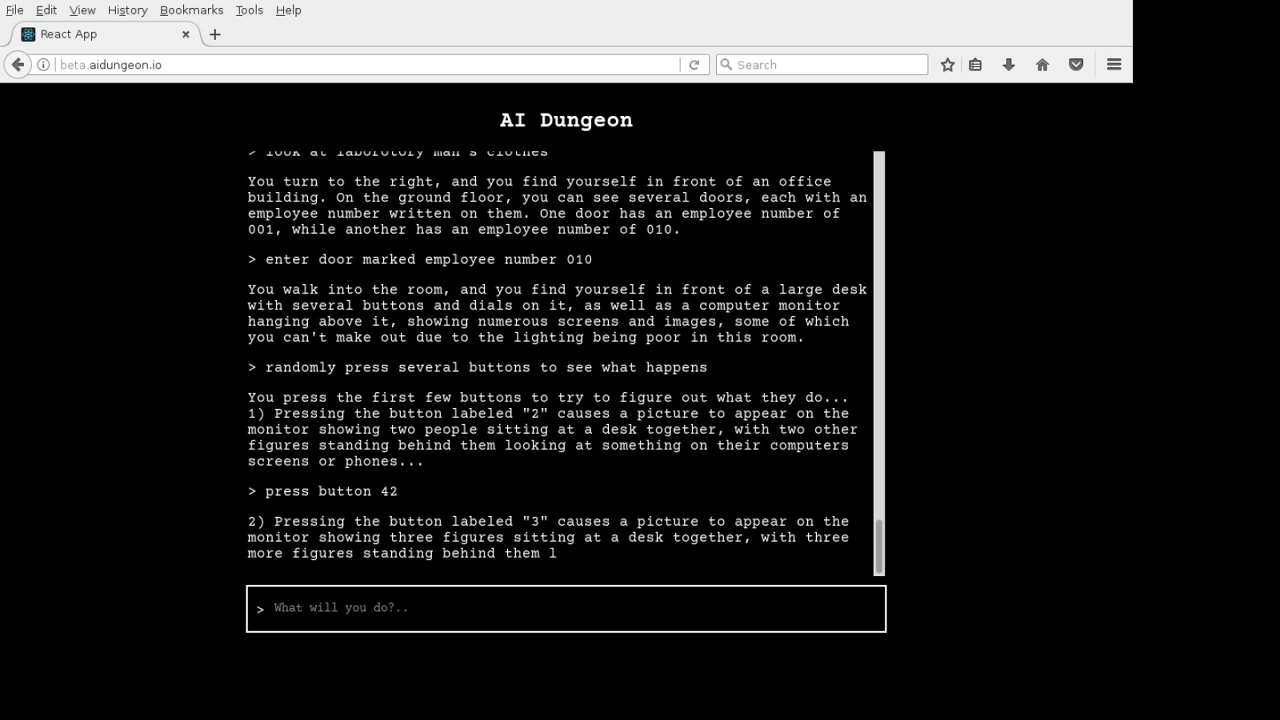 File Edit View History Bookmarks Tools Help
React App
beta.aidungeon.io
Search
AI Dungeon
> look at laborotory man's clothes
You turn to the right, and you find yourself in front of an office
building. On the ground floor, you can see several doors, each with an
employee number written on them. One door has an employee number of
001, while another has an employee number of 010.
> enter door marked employee number 010
You walk into the room, and you find yourself in front of a large desk
with several buttons and dials on it, as well as a computer monitor
hanging above it, showing numerous screens and images, some of which
you can't make out due to the lighting being poor in this room.
> randomly press several buttons to see what happens
You press the first few buttons to try to figure out what they do...
1) Pressing the button labeled "2" causes a picture to appear on the
monitor showing two people sitting at a desk together, with two other
figures standing behind them looking at something on their computers
screens or phones...
> press button 42
2) Pressing the button labeled "3" causes a picture to appear on the
monitor showing three figures sitting at a desk together, with three
more figures standing behind them l
> What will you do?..